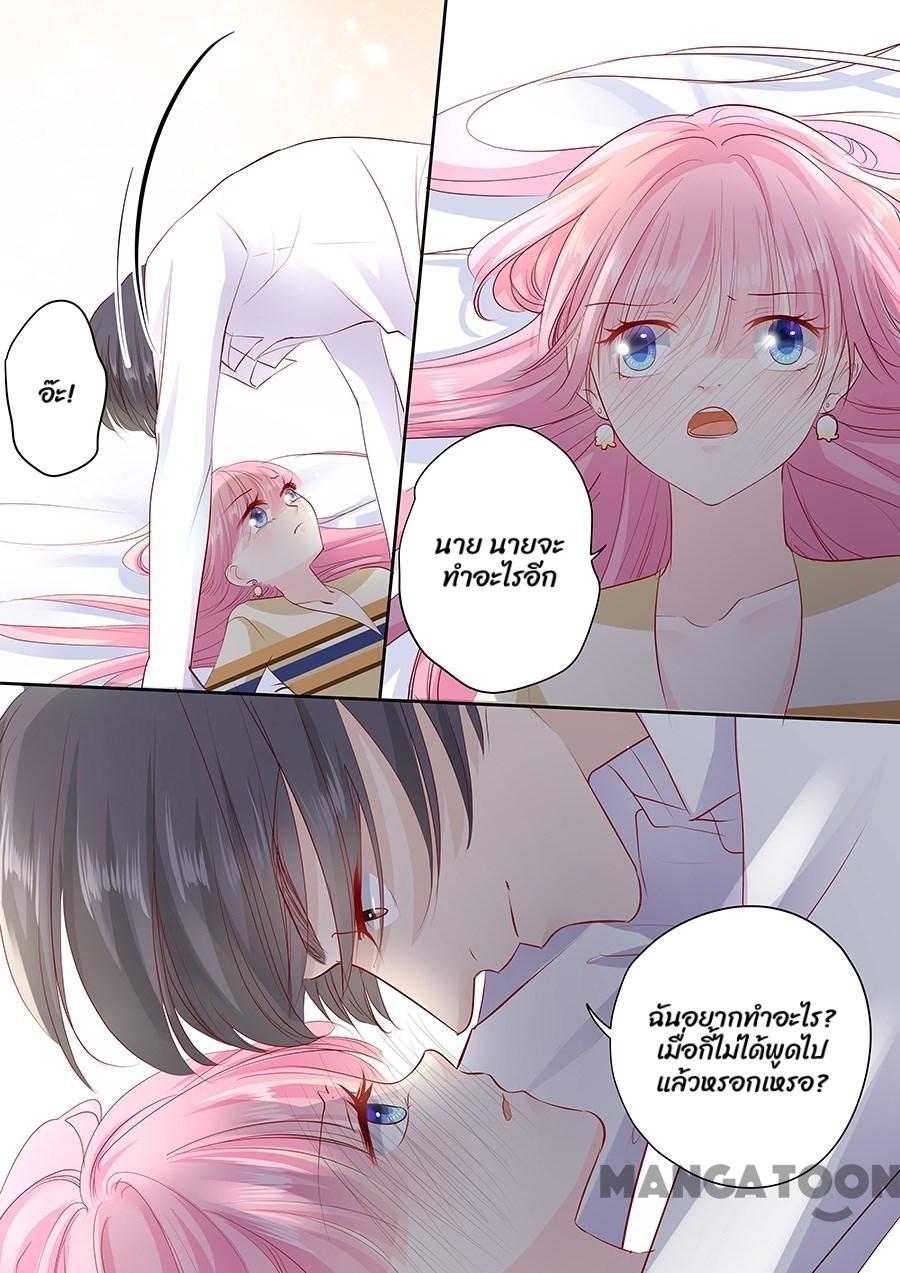 อ๊ะ!
นาย นายจะ
ทำอะไรอีก
ฉันอยากทำอะไร?
เมื่อกี้ไม่ได้พูดไป
แล้วหรอกเหรอ?
MANGATOON